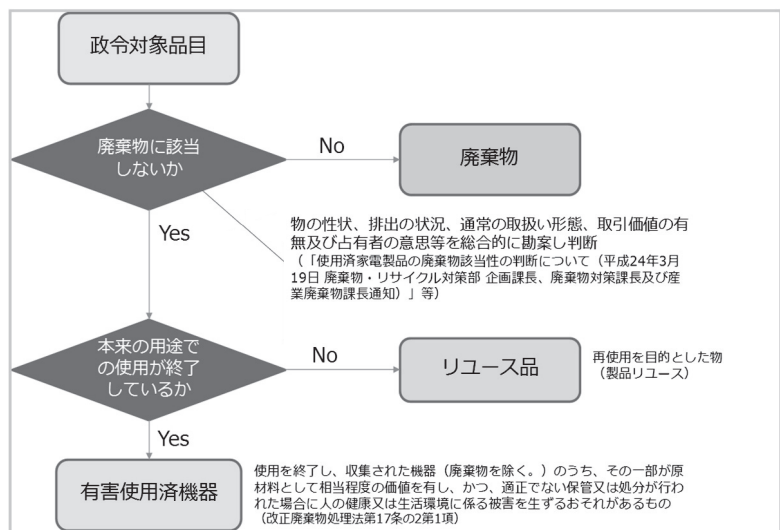 政令対象品目
廃棄物に該当
しないか
No
廃棄物
Yes
物の性状、排出の状況、通常の取扱い形態、取引価値の有
無及び占有者の意思等を総合的に勘案し判断
（「使用済家電製品の廃棄物該当性の判断について（平成24年3月
19日 廃棄物・リサイクル対策部 企画課長、廃棄物対策課長及び産
業廃棄物課長通知）」等）
本来の用途で
の使用が終了
しているか
No
リユース品
再使用を目的とした物
（製品リユース）
Yes
有害使用済機器
使用を終了し、収集された機器（廃棄物を除く。）のうち、その一部が原
材料として相当程度の価値を有し、かつ、適正でない保管又は処分が行わ
れた場合に人の健康又は生活環境に係る被害を生ずるおそれがあるもの
（改正廃棄物処理法第17条の2第1項）